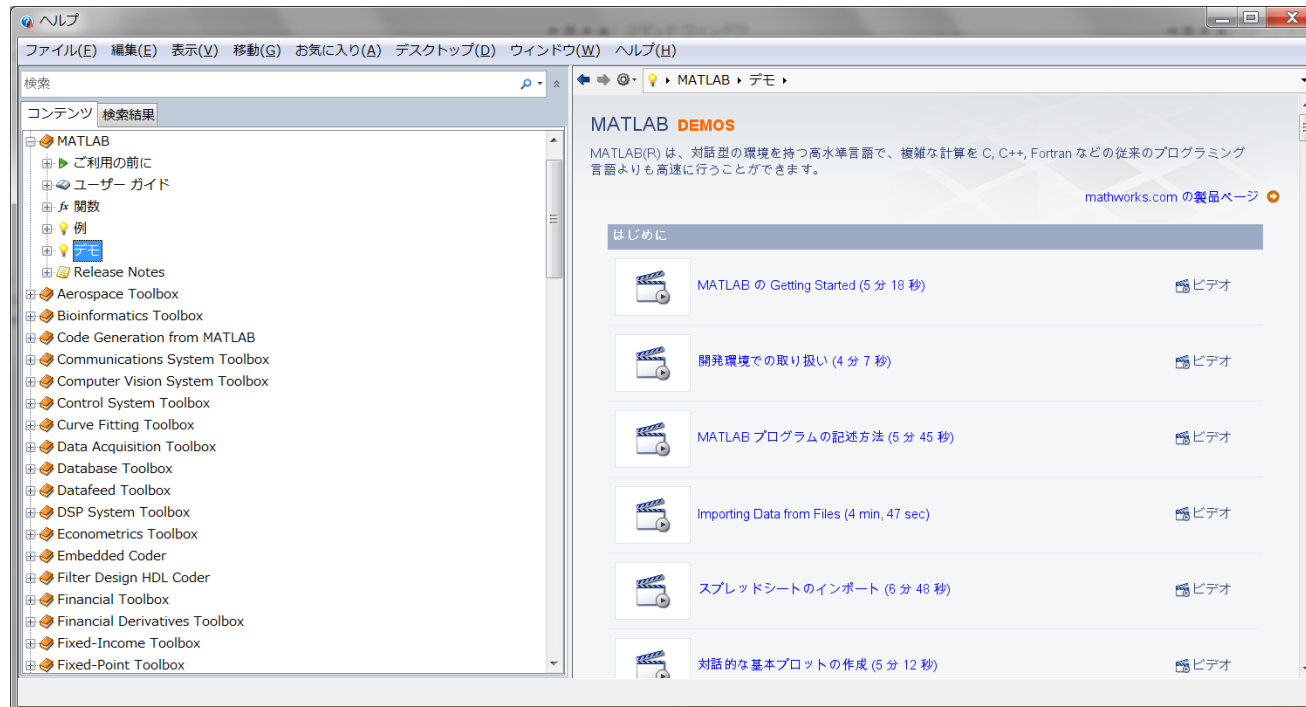 ヘルプ
ファイル(F) 編集(E) 表示(V) 移動(G) お気に入り(A) デスクトップ(D) ウィンドウ(W) ヘルプ(H)
検索
コンテンツ 検索結果
MATLAB
ご利用の前に
ユーザー ガイド
fx 関数
例
デモ
Release Notes
Aerospace Toolbox
Bioinformatics Toolbox
Code Generation from MATLAB
Communications System Toolbox
Computer Vision System Toolbox
Control System Toolbox
Curve Fitting Toolbox
Data Acquisition Toolbox
Database Toolbox
Datafeed Toolbox
DSP System Toolbox
Econometrics Toolbox
Embedded Coder
Filter Design HDL Coder
Financial Toolbox
Financial Derivatives Toolbox
Fixed-Income Toolbox
Fixed-Point Toolbox
MATLAB デモ
MATLAB DEMOS
MATLAB(R) は、対話型の環境を持つ高水準言語で、複雑な計算を C, C++, Fortran などの従来のプログラミング
言語よりも高速に行うことができます。
mathworks.com の製品ページ
はじめに
MATLAB の Getting Started (5 分 18 秒) ビデオ
開発環境での取り扱い (4 分 7 秒) ビデオ
MATLAB プログラムの記述方法 (5 分 45 秒) ビデオ
Importing Data from Files (4 min, 47 sec) ビデオ
スプレッドシートのインポート (6 分 48 秒) ビデオ
対話的な基本プロットの作成 (5 分 12 秒) ビデオ